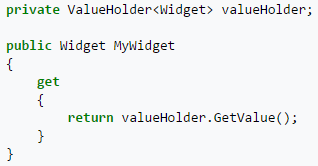 private ValueHolder<Widget> valueHolder;
public Widget MyWidget
{
get
{
return valueHolder.GetValue();
}
}